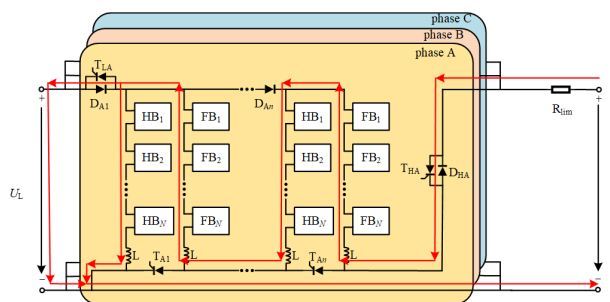 phase C
phase B
phase A
T_LA
D_A1
D_An
HB_1
FB_1
HB_1
FB_1
R_lim
+
+
HB_2
FB_2
HB_2
FB_2
T_HA
D_HA
U_L
HB_N
FB_N
HB_N
FB_N
L
L
L
L
T_A1
T_An
−
−